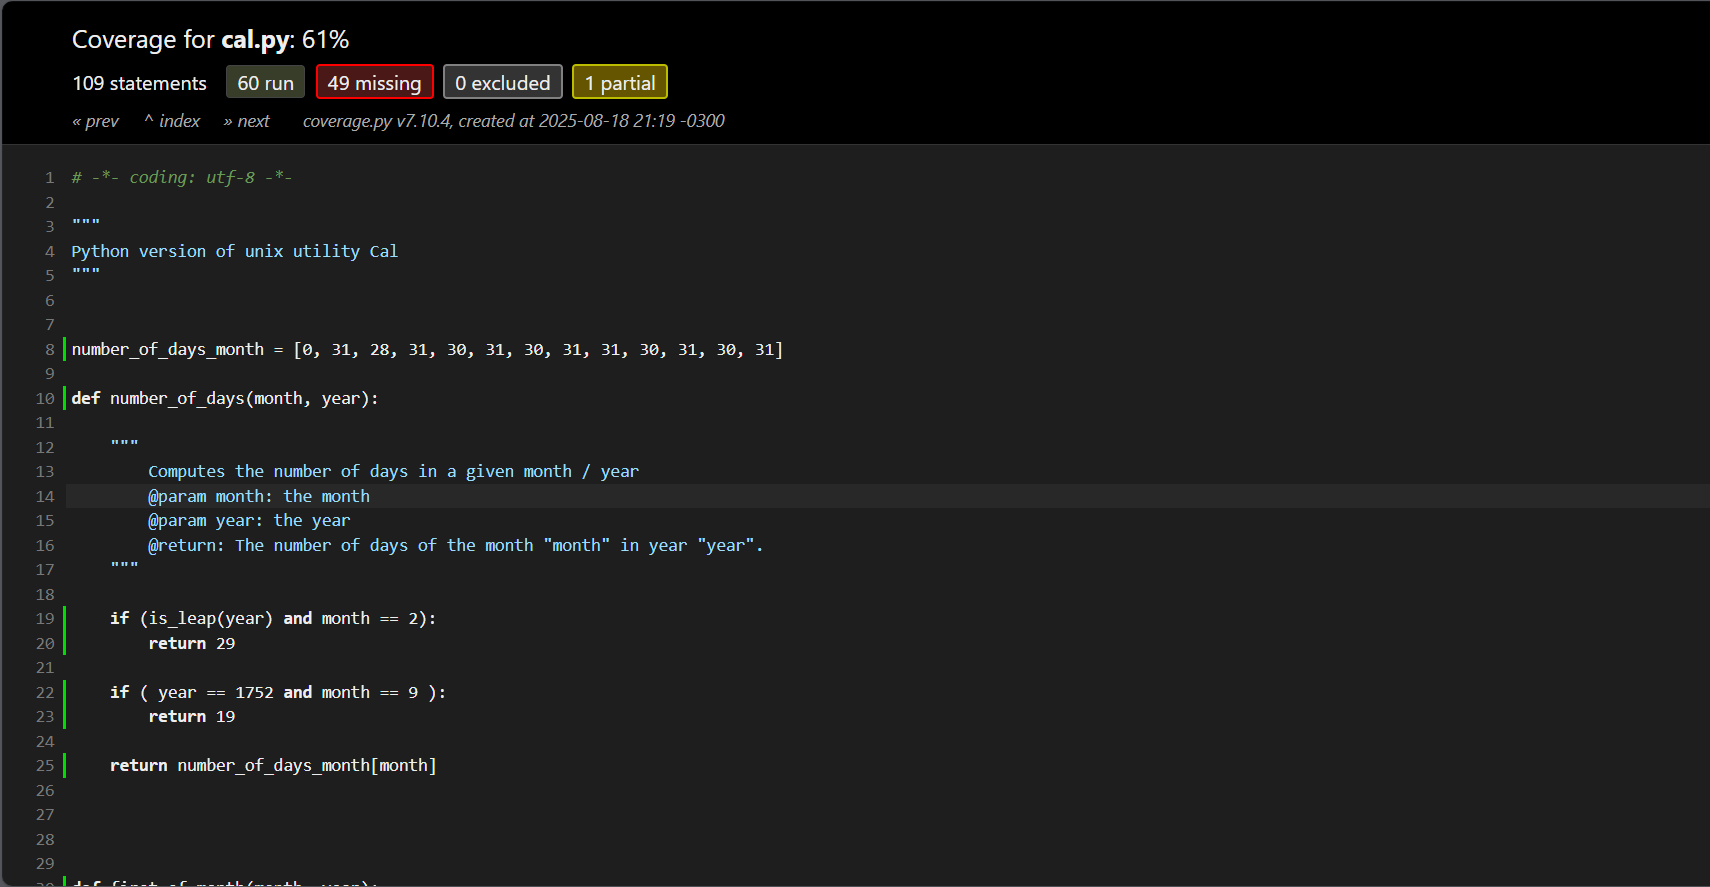 Coverage for cal.py: 61%
109 statements 60 run 49 missing 0 excluded 1 partial
« prev ^ index » next coverage.py v7.10.4, created at 2025-08-18 21:19 -0300
1 # -*- coding: utf-8 -*-
2
3 """
4 Python version of unix utility Cal
5 """
6
7
8 number_of_days_month = [0, 31, 28, 31, 30, 31, 30, 31, 31, 30, 31, 30, 31]
9
10 def number_of_days(month, year):
11
12 """
13 Computes the number of days in a given month / year
14 @param month: the month
15 @param year: the year
16 @return: The number of days of the month "month" in year "year".
17 """
18
19 if (is_leap(year) and month == 2):
20 return 29
21
22 if ( year == 1752 and month == 9 ):
23 return 19
24
25 return number_of_days_month[month]
26
27
28
29
30 def first_of_month(month, year):